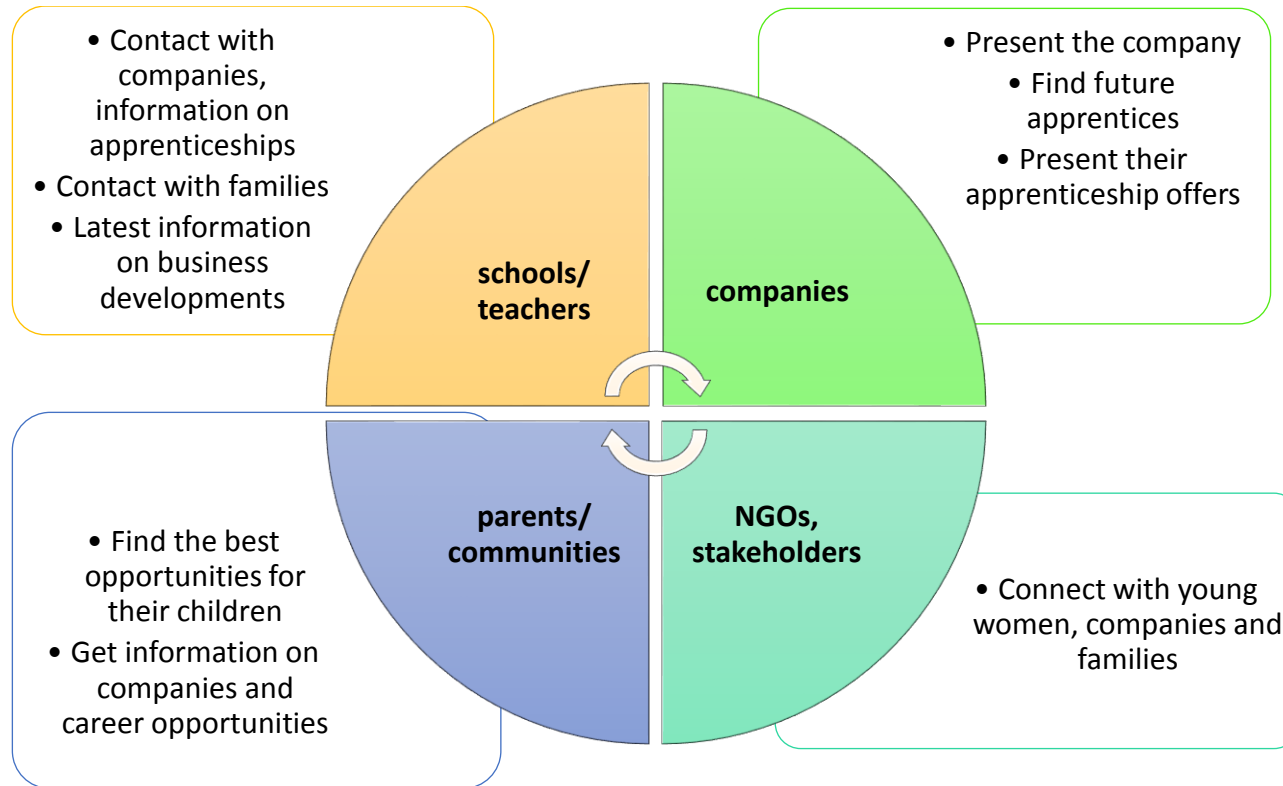 • Contact with
companies,
information on
apprenticeships
• Contact with families
• Latest information
on business
developments
schools/
teachers
• Present the company
• Find future
apprentices
• Present their
apprenticeship offers
companies
• Find the best
opportunities for
their children
• Get information on
companies and
career opportunities
parents/
communities
NGOs,
stakeholders
• Connect with young
women, companies and
families